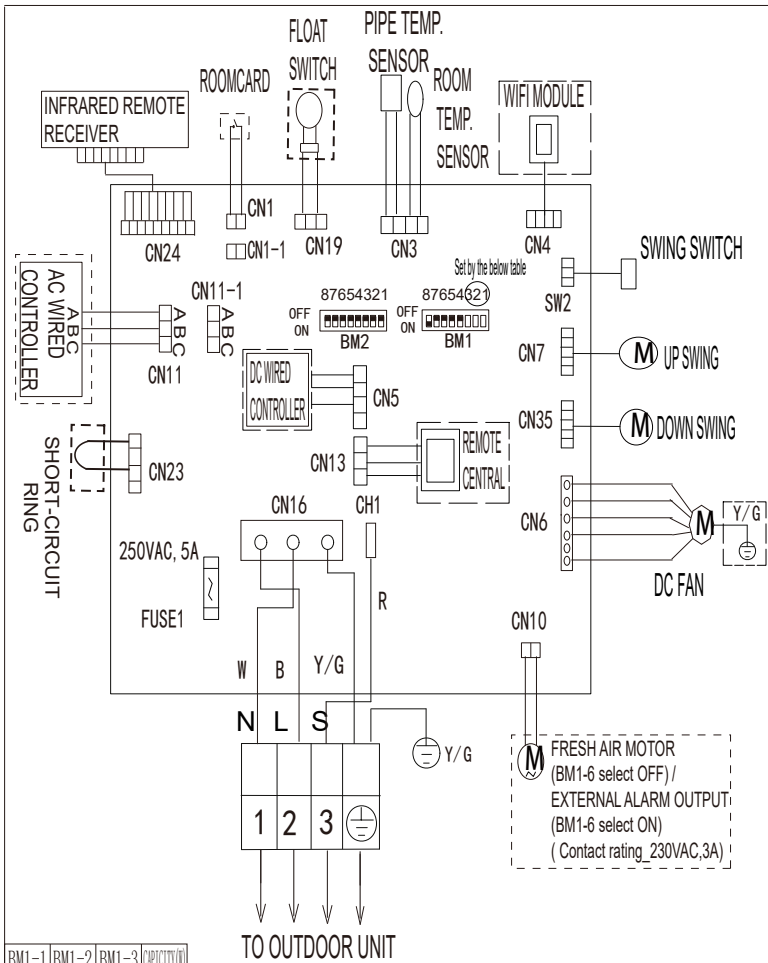 PIPE TEMP.
SENSOR
FLOAT
SWITCH
ROOMCARD
ROOM
TEMP.
SENSOR
WIFI MODULE
INFRARED REMOTE
RECEIVER
CN24
CN1
CN1-1
CN19
CN3
CN4
SWING SWITCH
SW2
Set by the below table
AC WIRED
CONTROLLER
A B C
A B C
CN11
CN11-1
A B C
OFF
ON
87654321
BM2
OFF
ON
87654321
BM1
CN7
M UP SWING
DC WIRED
CONTROLLER
CN5
CN35
M DOWN SWING
SHORT-CIRCUIT
RING
CN23
CN13
REMOTE
CENTRAL
CN16
CH1
CN6
M
Y/G
DC FAN
250VAC, 5A
FUSE1
R
CN10
W
B
Y/G
N L S
Y/G
1 2 3
M
FRESH AIR MOTOR
(BM1-6 select OFF) /
EXTERNAL ALARM OUTPUT
(BM1-6 select ON)
( Contact rating_230VAC,3A)
TO OUTDOOR UNIT
BM1-1 BM1-2 BM1-3 CAPICITY(W)